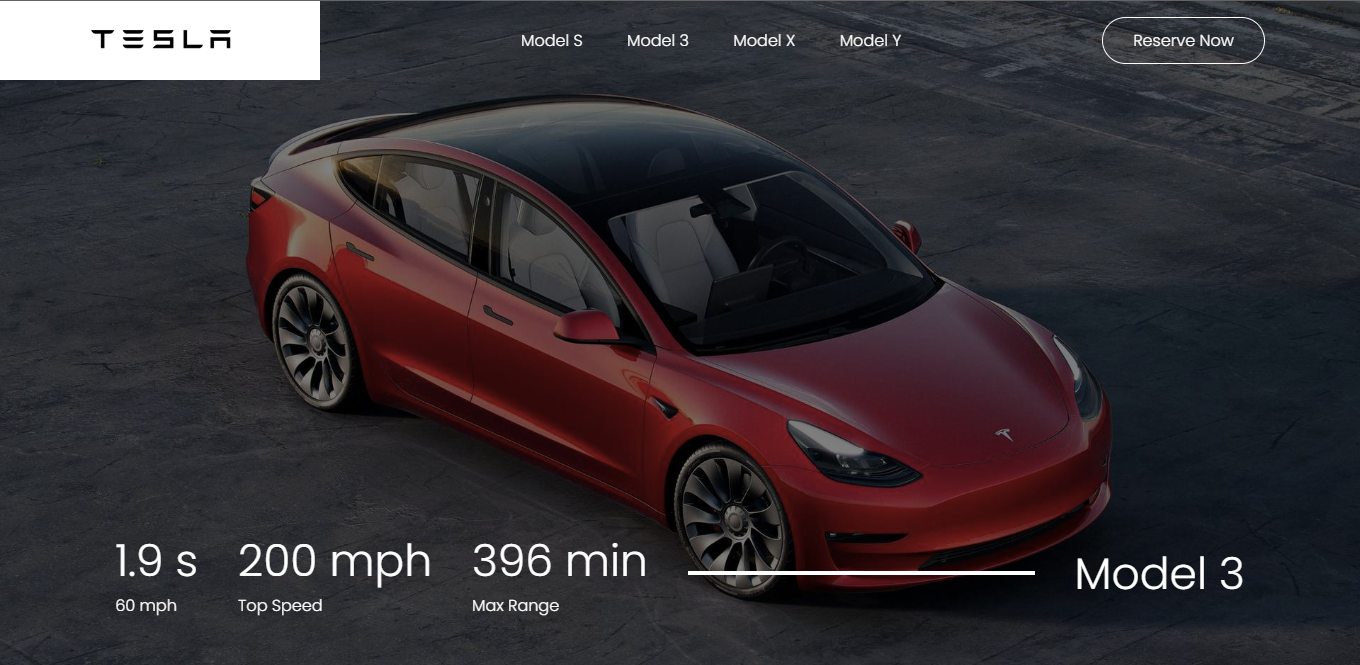 TESLA
Model S
Model 3
Model X
Model Y
Reserve Now
1.9 s
60 mph
200 mph
Top Speed
396 min
Max Range
Model 3